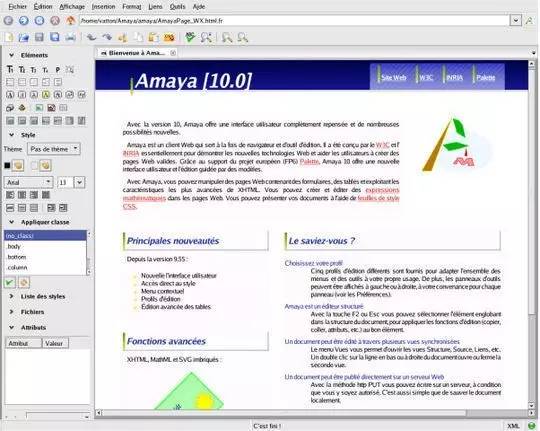 Fichier Édition Affichage Insertion Format Liens Outils Vues Aide
/home/vatton/Amaya/amaya/AmayaPage_WX.html.fr
Éléments
Bienvenue à Ama...
Amaya [10.0]
Site Web W3C INRIA Palette
Style
Thème Pas de thème
Arial 13
Appliquer classe
(no_class)
.body
.bottom
.column
Liste des styles
Fichiers
Attributs
Attribut Valeur
Avec la version 10, Amaya offre une interface utilisateur complètement repensée et de nombreuses
possibilités nouvelles.
Amaya est un client Web qui sert à la fois de navigateur et d'outil d'édition. Il a été conçu par le W3C et l'
INRIA essentiellement pour démontrer les nouvelles technologies Web et aider les utilisateurs à créer des
pages Web valides. Grâce au support du projet européen (FP6) Palette, Amaya 10 offre une nouvelle
interface utilisateur et l'édition guidée par des modèles.
Avec Amaya, vous pouvez manipuler des pages Web contenant des formulaires, des tables et exploitant les
caractéristiques les plus avancées de XHTML. Vous pouvez créer et éditer des expressions
mathématiques dans les pages Web. Vous pouvez présenter vos documents à l'aide de feuilles de style
CSS.
Principales nouveautés
Depuis la version 9.55 :
Nouvelle l'interface utilisateur
Accès direct au style
Menu contextuel
Profils d'édition
Édition avancée des tables
Fonctions avancées
XHTML, MathML et SVG imbriqués :
Le saviez-vous ?
Choisissez votre profil
Cinq profils d'édition différents sont fournis pour adapter l'ensemble des
menus et des outils à votre propre usage. De plus, les panneaux d'outils
peuvent être affichés à gauche ou à droite, à votre convenance pour chaque
panneau (voir les Préférences).
Amaya est un éditeur structuré
Avec la touche F2 ou Esc vous pouvez sélectionner l'élément englobant
dans la structure du document, pour appliquer les fonctions d'édition (copier,
coller, attributs, etc.) au bon élément.
Un document peut être édité à travers plusieurs vues synchronisées
Le menu Vues vous permet d'ouvrir les vues Structure, Source, Liens, etc.
Un double clic sur la ligne en bas ou à droite du document ouvre ou ferme la
seconde vue.
Un document peut être publié directement sur un serveur Web
Avec la méthode http PUT vous pouvez écrire sur un serveur, à condition
que vous y soyez autorisé. C'est aussi simple que de sauver le document
localement.
C'est fini !
XML